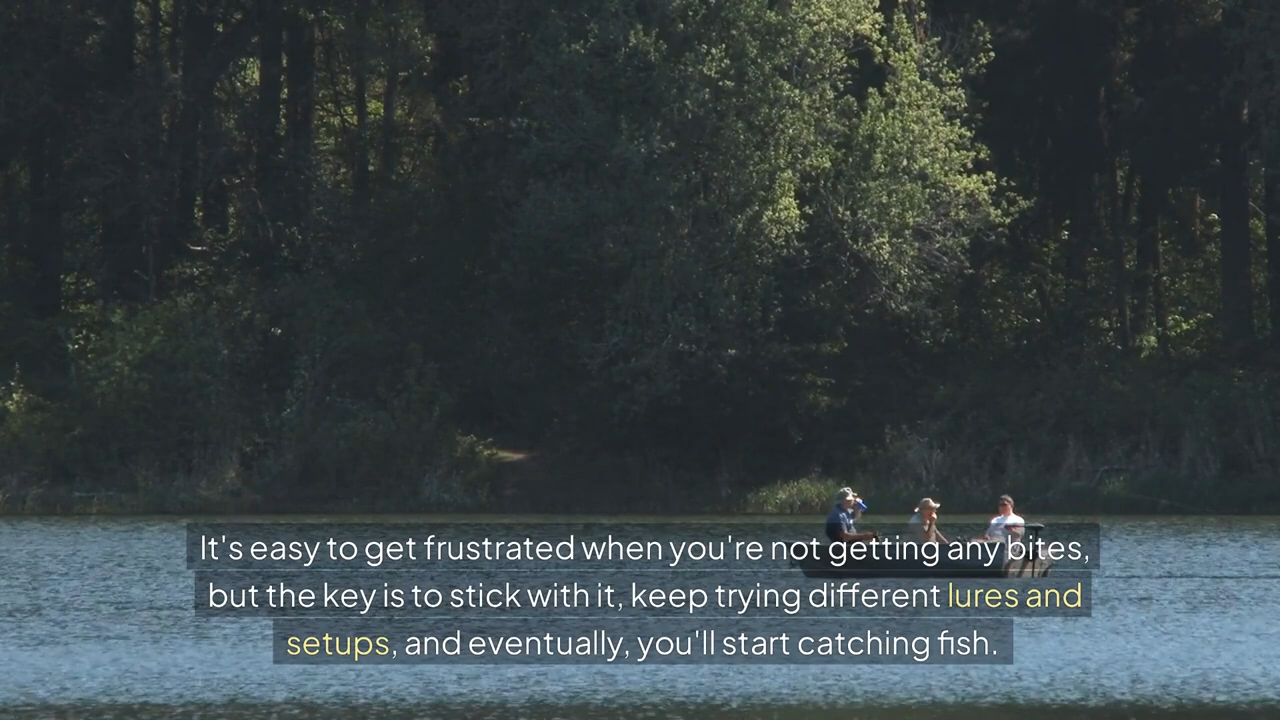 It's easy to get frustrated when you're not getting any bites,
but the key is to stick with it, keep trying different lures and
setups, and eventually, you'll start catching fish.